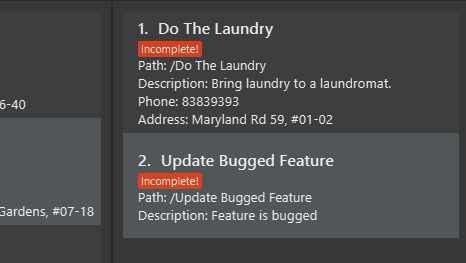 6-40
Gardens, #07-18
1. Do The Laundry
Incomplete!
Path: /Do The Laundry
Description: Bring laundry to a laundromat.
Phone: 83839393
Address: Maryland Rd 59, #01-02
2. Update Bugged Feature
Incomplete!
Path: /Update Bugged Feature
Description: Feature is bugged